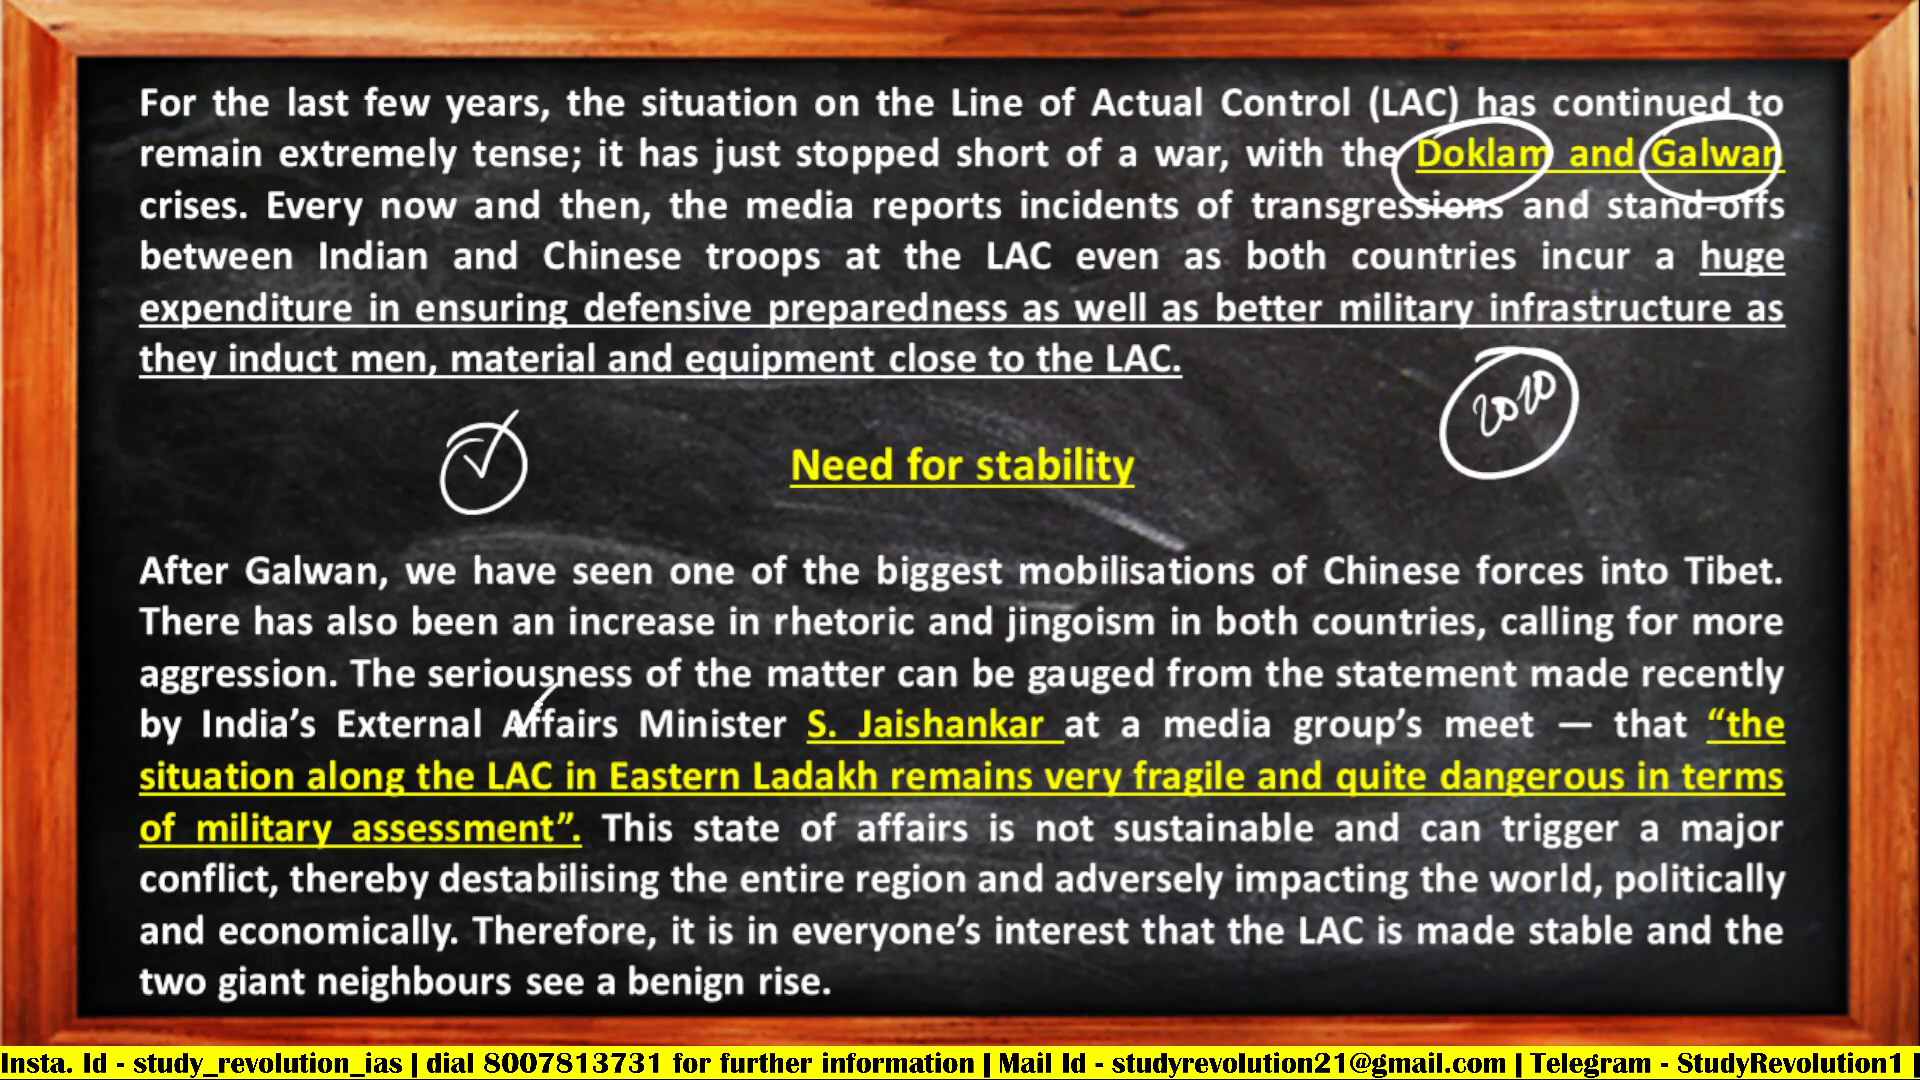 For the last few years, the situation on the Line of Actual Control (LAC) has continued to
remain extremely tense; it has just stopped short of a war, with the Doklam and Galwan
crises. Every now and then, the media reports incidents of transgressions and stand-offs
between Indian and Chinese troops at the LAC even as both countries incur a huge
expenditure in ensuring defensive preparedness as well as better military infrastructure as
they induct men, material and equipment close to the LAC.
2020
Need for stability
After Galwan, we have seen one of the biggest mobilisations of Chinese forces into Tibet.
There has also been an increase in rhetoric and jingoism in both countries, calling for more
aggression. The seriousness of the matter can be gauged from the statement made recently
by India’s External Affairs Minister S. Jaishankar at a media group’s meet — that “the
situation along the LAC in Eastern Ladakh remains very fragile and quite dangerous in terms
of military assessment”. This state of affairs is not sustainable and can trigger a major
conflict, thereby destabilising the entire region and adversely impacting the world, politically
and economically. Therefore, it is in everyone’s interest that the LAC is made stable and the
two giant neighbours see a benign rise.
Insta. Id - study_revolution_ias | dial 8007813731 for further information | Mail Id - studyrevolution21@gmail.com | Telegram - StudyRevolution1 |